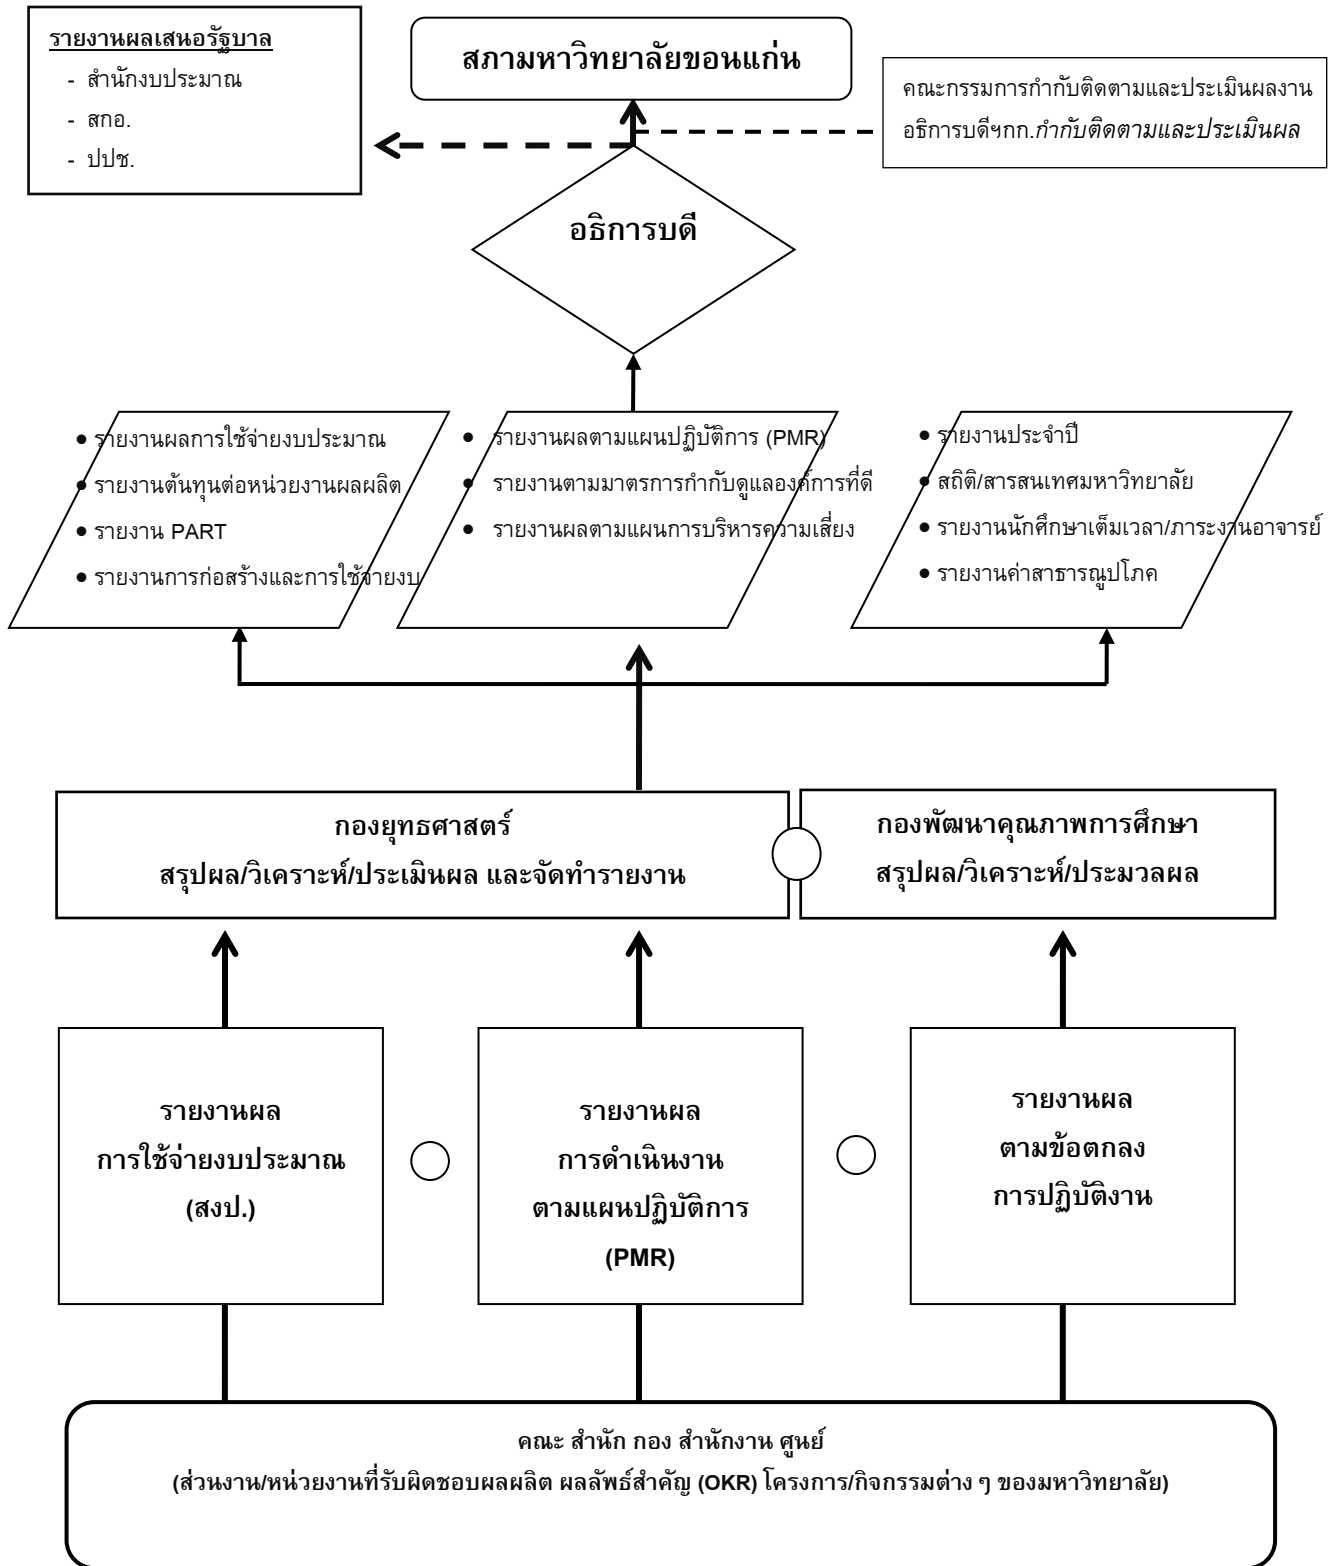 รายงานผลเสนอรัฐบาล
- สำนักงบประมาณ
- สกอ.
- ปปช.
สภามหาวิทยาลัยขอนแก่น
คณะกรรมการกำกับติดตามและประเมินผลงาน
อธิการบดีฯกก.กำกับติดตามและประเมินผล
อธิการบดี
● รายงานผลการใช้จ่ายงบประมาณ
● รายงานต้นทุนต่อหน่วยงานผลผลิต
● รายงาน PART
● รายงานการก่อสร้างและการใช้จ่ายงบ
● รายงานผลตามแผนปฏิบัติการ (PMR)
● รายงานตามมาตรการกำกับดูแลองค์การที่ดี
● รายงานผลตามแผนการบริหารความเสี่ยง
● รายงานประจำปี
● สถิติ/สารสนเทศมหาวิทยาลัย
● รายงานนักศึกษาเต็มเวลา/ภาระงานอาจารย์
● รายงานค่าสาธารณูปโภค
กองยุทธศาสตร์
สรุปผล/วิเคราะห์/ประเมินผล และจัดทำรายงาน
กองพัฒนาคุณภาพการศึกษา
สรุปผล/วิเคราะห์/ประมวลผล
รายงานผล
การใช้จ่ายงบประมาณ
(สงป.)
รายงานผล
การดำเนินงาน
ตามแผนปฏิบัติการ
(PMR)
รายงานผล
ตามข้อตกลง
การปฏิบัติงาน
คณะ สำนัก กอง สำนักงาน ศูนย์
(ส่วนงาน/หน่วยงานที่รับผิดชอบผลผลิต ผลลัพธ์สำคัญ (OKR) โครงการ/กิจกรรมต่าง ๆ ของมหาวิทยาลัย)